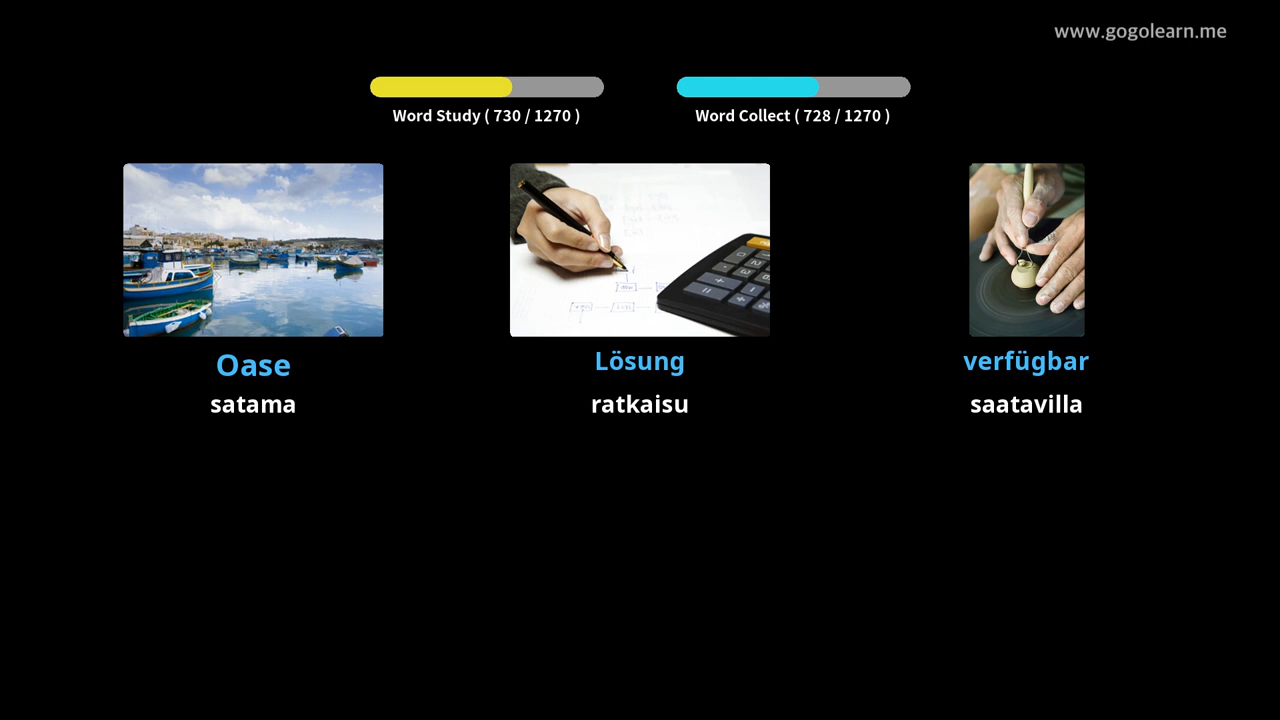 www.gogolearn.me
Word Study ( 730 / 1270 )
Word Collect ( 728 / 1270 )
Oase
Lösung
verfügbar
satama
ratkaisu
saatavilla